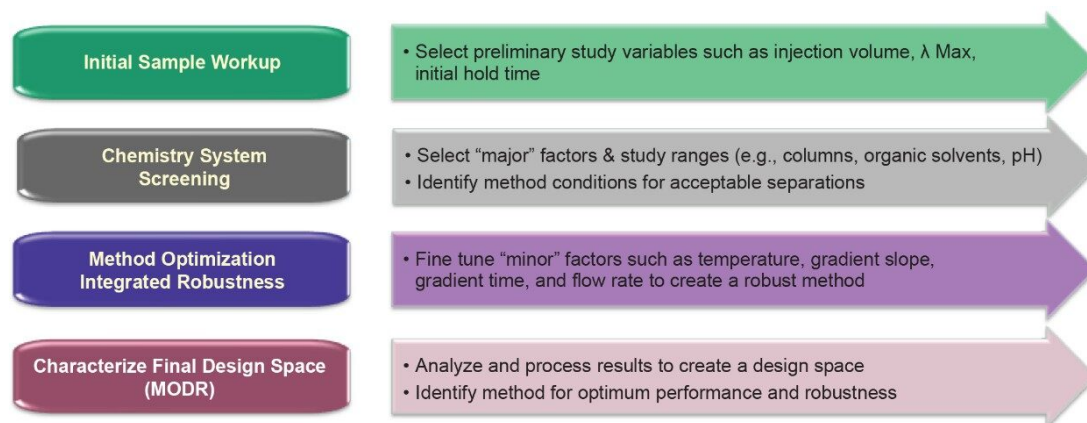 Initial Sample Workup
• Select preliminary study variables such as injection volume, λ Max,
initial hold time
Chemistry System
Screening
• Select “major” factors & study ranges (e.g., columns, organic solvents, pH)
• Identify method conditions for acceptable separations
Method Optimization
Integrated Robustness
• Fine tune “minor” factors such as temperature, gradient slope,
gradient time, and flow rate to create a robust method
Characterize Final Design Space
(MODR)
• Analyze and process results to create a design space
• Identify method for optimum performance and robustness